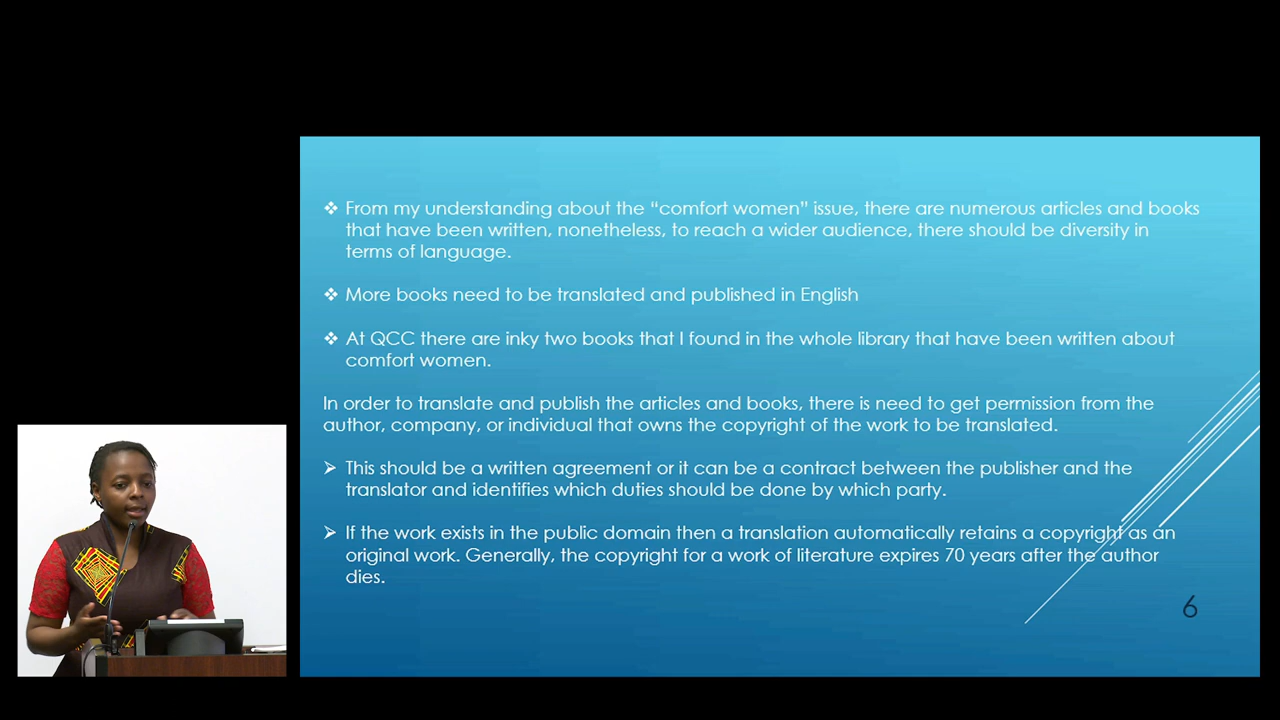 ❖ From my understanding about the “comfort women” issue, there are numerous articles and books
that have been written, nonetheless, to reach a wider audience, there should be diversity in
terms of language.
❖ More books need to be translated and published in English
❖ At QCC there are inky two books that I found in the whole library that have been written about
comfort women.
In order to translate and publish the articles and books, there is need to get permission from the
author, company, or individual that owns the copyright of the work to be translated.
➢ This should be a written agreement or it can be a contract between the publisher and the
translator and identifies which duties should be done by which party.
➢ If the work exists in the public domain then a translation automatically retains a copyright as an
original work. Generally, the copyright for a work of literature expires 70 years after the author
dies.
6